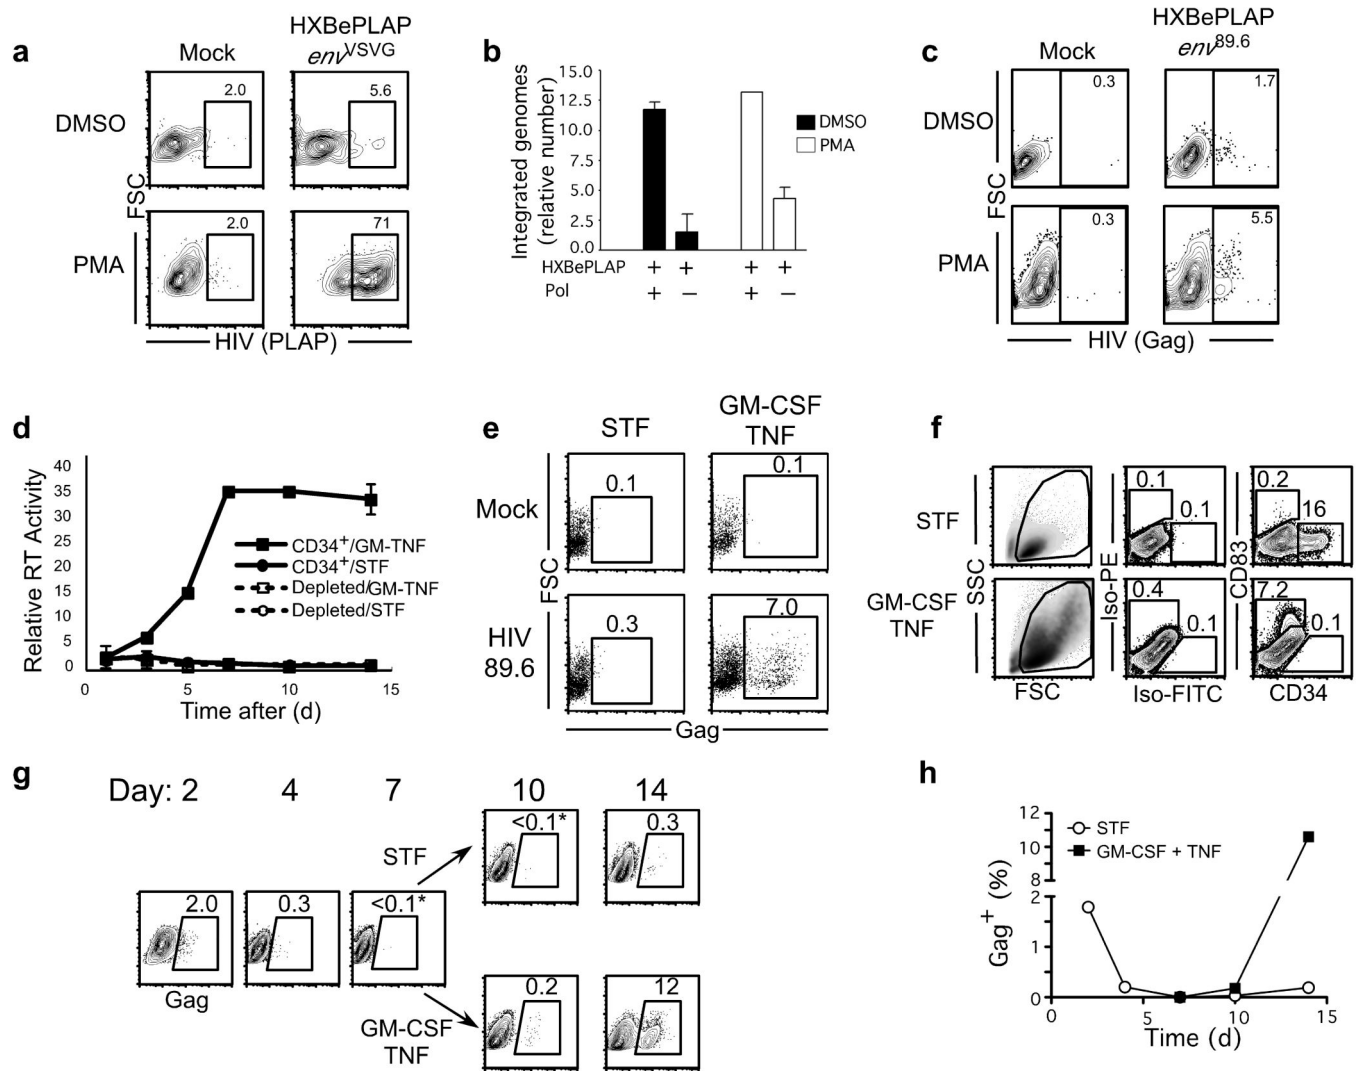 a
Mock
HXBePLAP
env^VSVG
DMSO
2.0
5.6
PMA
2.0
71
FSC
HIV (PLAP)
b
Integrated genomes
(relative number)
15.0
12.5
10.0
7.5
5.0
2.5
0.0
DMSO
PMA
HXBePLAP + + + +
Pol + − + −
c
Mock
HXBePLAP
env^89.6
DMSO
0.3
1.7
PMA
0.3
5.5
FSC
HIV (Gag)
d
Relative RT Activity
40
35
30
25
20
15
10
5
0
CD34+/GM-TNF
CD34+/STF
Depleted/GM-TNF
Depleted/STF
0 5 10 15
Time after (d)
e
STF
GM-CSF
TNF
Mock
0.1
0.1
FSC
HIV
89.6
0.3
7.0
Gag
f
STF
0.1
0.1
0.2
16
GM-CSF
TNF
0.4
0.1
7.2
0.1
SSC
Iso-PE
CD83
FSC
Iso-FITC
CD34
g
Day: 2 4 7 10 14
STF
<0.1*
0.3
2.0
0.3
<0.1*
Gag
GM-CSF
TNF
0.2
12
h
Gag+ (%)
12
10
8
2
1
0
STF
GM-CSF + TNF
0 5 10 15
Time (d)